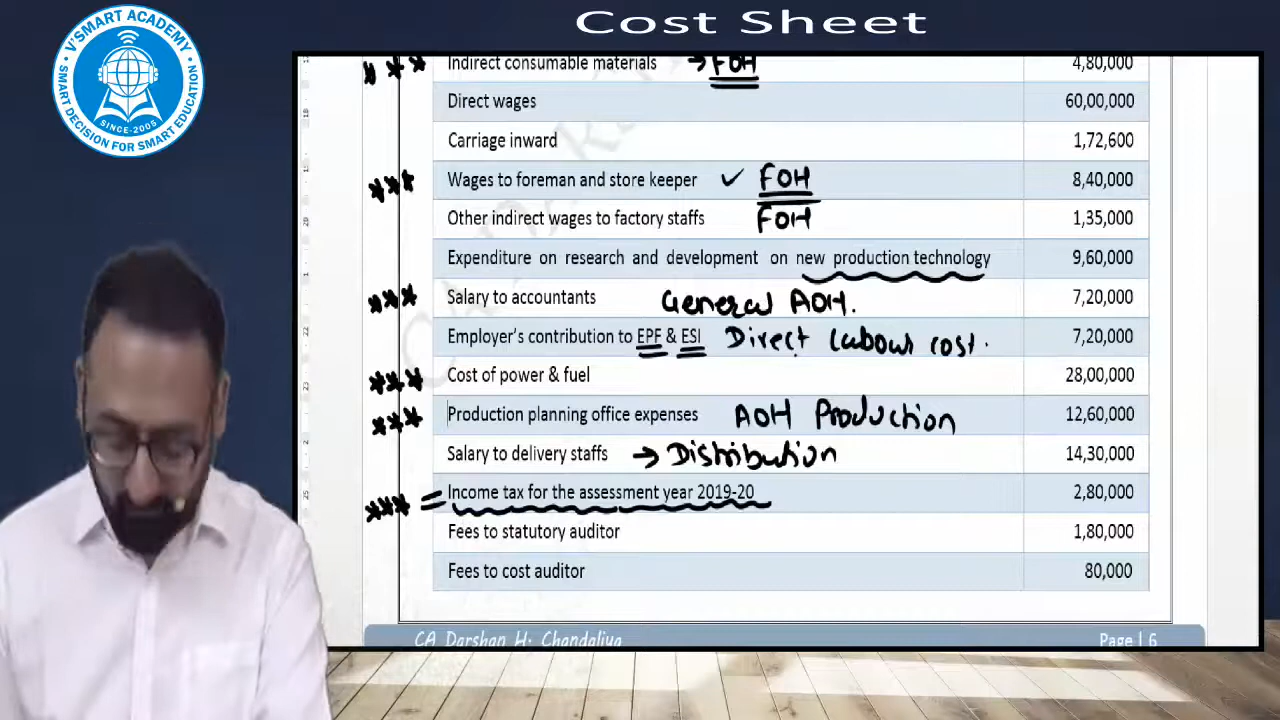 Cost Sheet
V'SMART ACADEMY
SINCE-2005
SMART DECISION FOR SMART EDUCATION
Indirect consumable materials → FOH 4,80,000
Direct wages 60,00,000
Carriage inward 1,72,600
Wages to foreman and store keeper ✓ FOH 8,40,000
Other indirect wages to factory staffs FOH 1,35,000
Expenditure on research and development on new production technology 9,60,000
Salary to accountants General AOH. 7,20,000
Employer's contribution to EPF & ESI Direct labour cost. 7,20,000
Cost of power & fuel 28,00,000
Production planning office expenses AOH Production 12,60,000
Salary to delivery staffs → Distribution 14,30,000
= Income tax for the assessment year 2019-20 2,80,000
Fees to statutory auditor 1,80,000
Fees to cost auditor 80,000
CA Darshan H. Chandaliya Page | 6